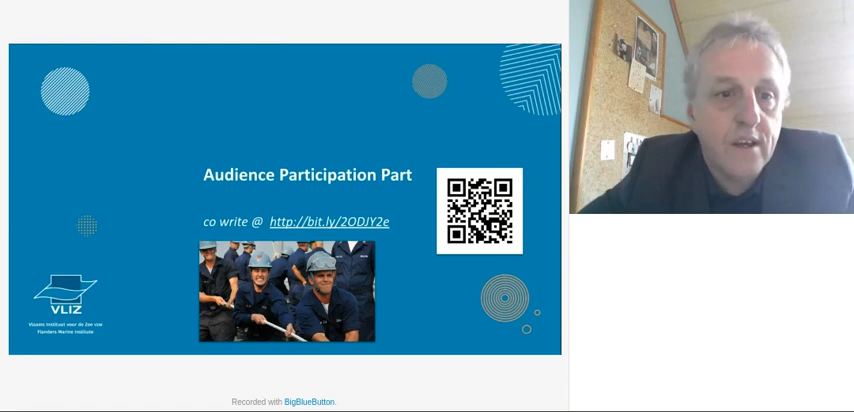 Audience Participation Part
co write @ http://bit.ly/2ODJY2e
VLIZ
Vlaams Instituut voor de Zee vzw
Flanders Marine Institute
Recorded with BigBlueButton.